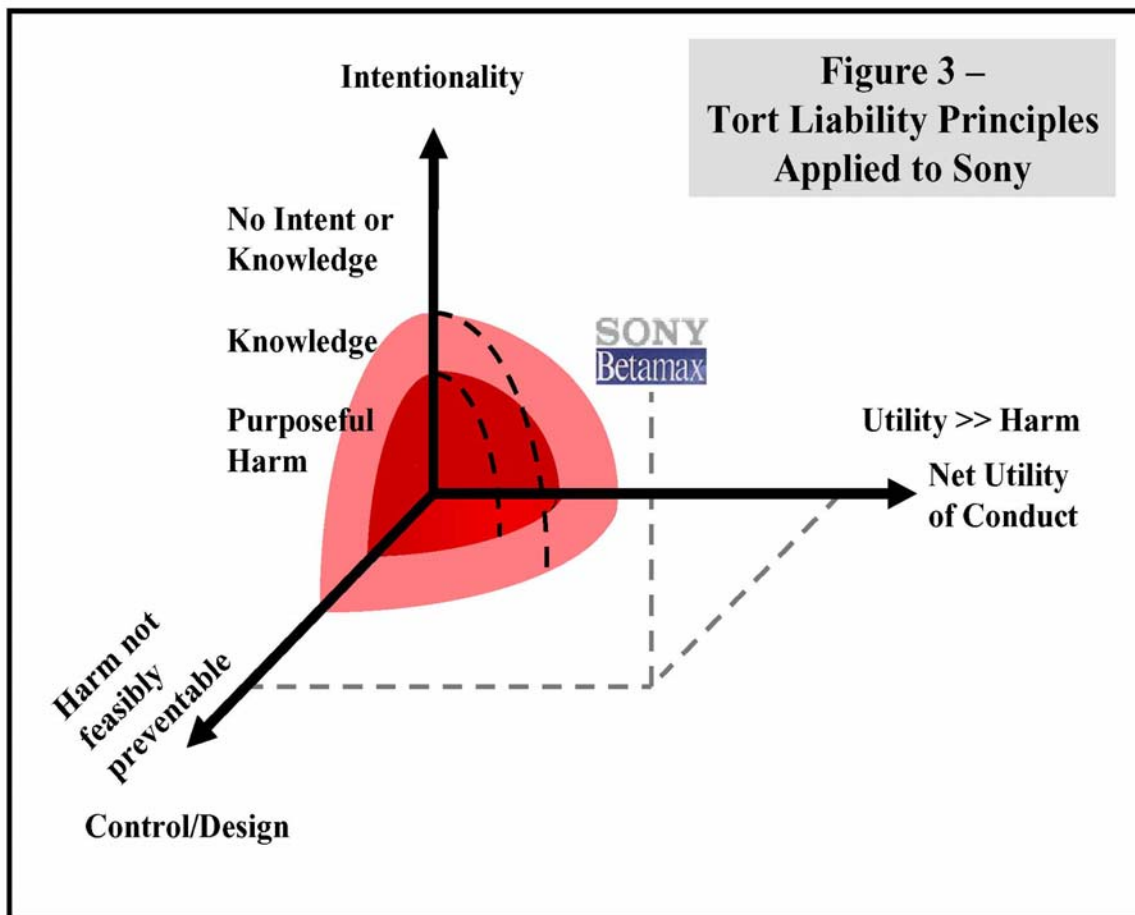 Figure 3 –
Tort Liability Principles
Applied to Sony
Intentionality
No Intent or
Knowledge
Knowledge
Purposeful
Harm
SONY
Betamax
Utility >> Harm
Net Utility
of Conduct
Harm not
feasibly
preventable
Control/Design